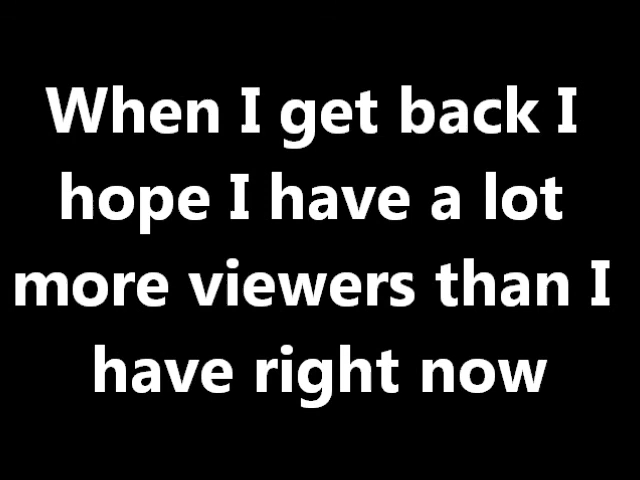 When I get back I
hope I have a lot
more viewers than I
have right now